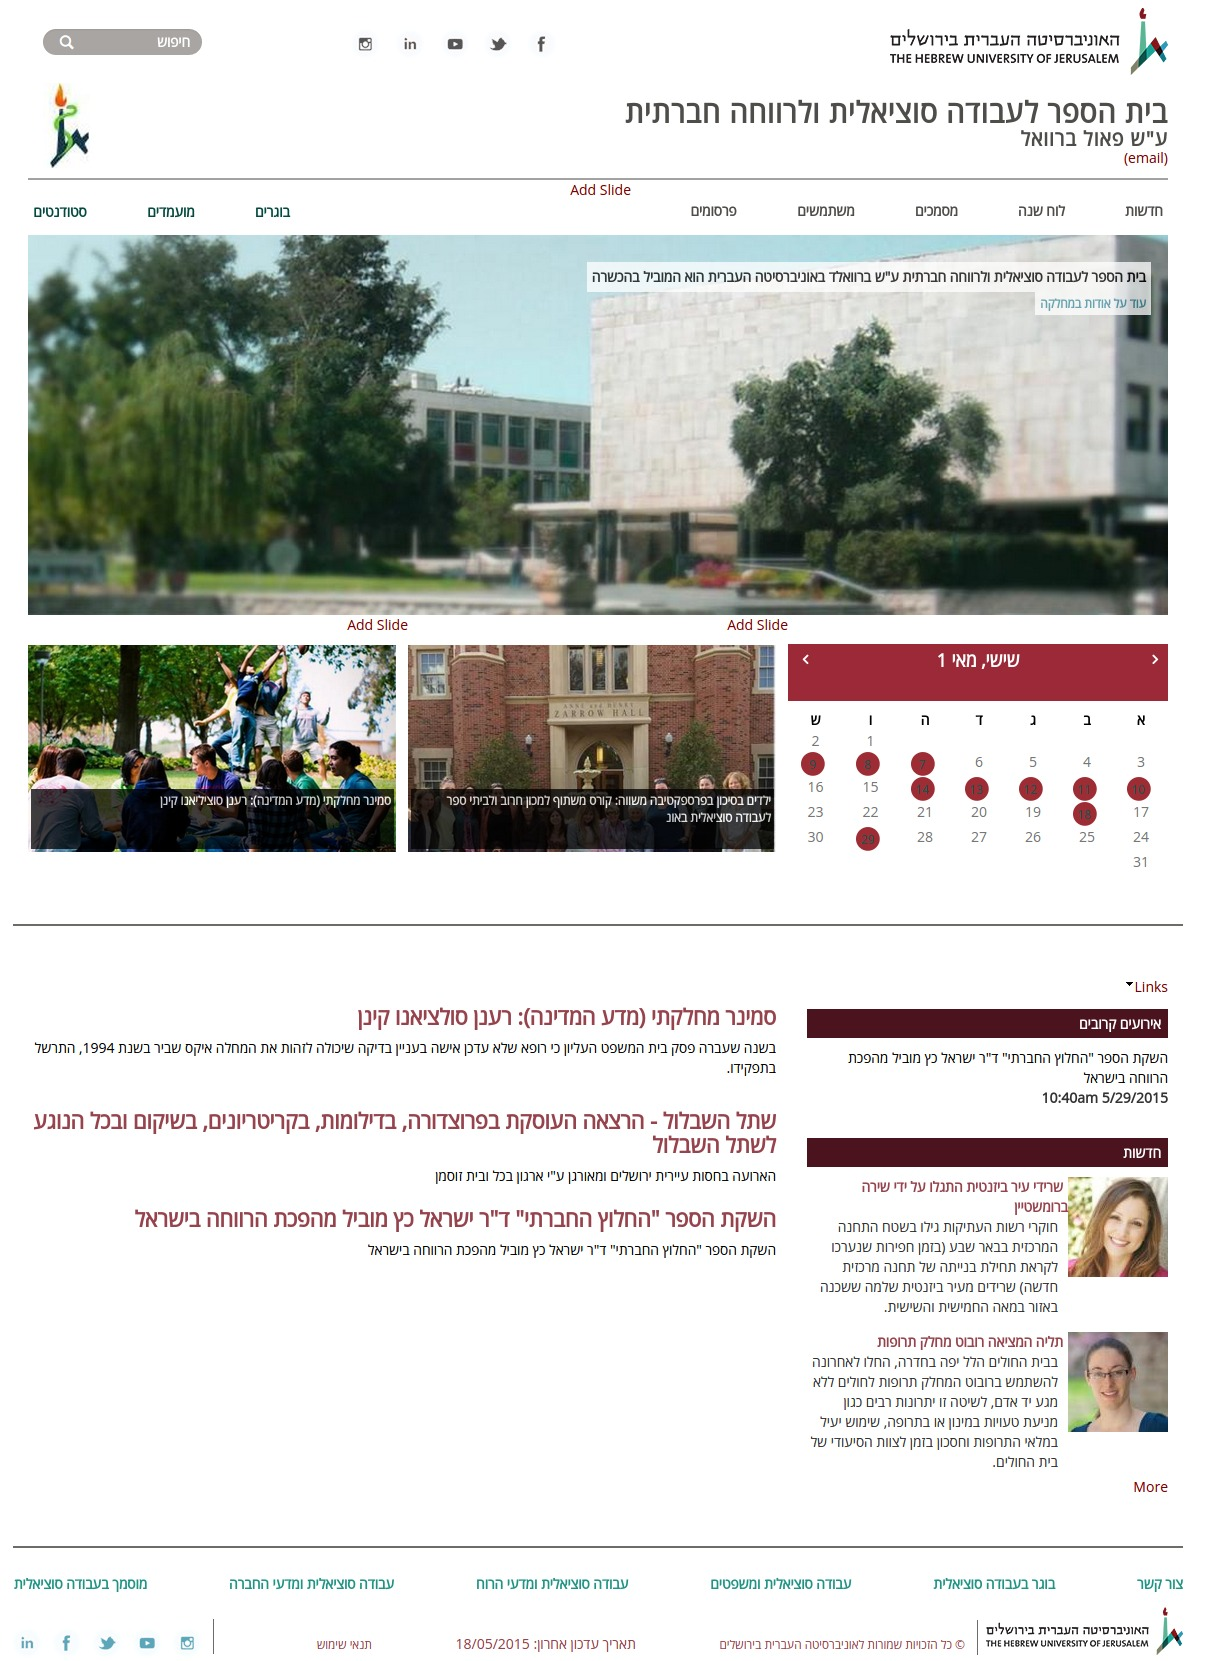 האוניברסיטה העברית בירושלים
THE HEBREW UNIVERSITY OF JERUSALEM
חיפוש
בית הספר לעבודה סוציאלית ולרווחה חברתית
ע"ש פאול ברוואל
(email)
Add Slide
חדשות
לוח שנה
מסמכים
משתמשים
פרסומים
בוגרים
מועמדים
סטודנטים
בית הספר לעבודה סוציאלית ולרווחה חברתית ע"ש ברוואלד באוניברסיטה העברית הוא המוביל בהכשרה
עוד על אודות במחלקה
Add Slide
Add Slide
שישי, מאי 1
א ב ג ד ה ו ש
1 2
3 4 5 6 7 8 9
10 11 12 13 14 15 16
17 18 19 20 21 22 23
24 25 26 27 28 29 30
31
ZARROW HALL
ילדים בסיכון בפרספקטיבה משווה: קורס משתוף למכון חרוב ולביתי ספר
לעבודה סוציאלית באונ
סמינר מחלקתי (מדע המדינה): רענן סוציליאנו קינן
Links
אירועים קרובים
השקת הספר "החלוץ החברתי" ד"ר ישראל כץ מוביל מהפכת
הרווחה בישראל
10:40am 5/29/2015
חדשות
שרידי עיר ביזנטית התגלו על ידי שירה
ברומשטיין
חוקרי רשות העתיקות גילו בשטח התחנה
המרכזית בבאר שבע (בזמן חפירות שנערכו
לקראת תחילת בנייתה של תחנה מרכזית
חדשה) שרידים מעיר ביזנטית שלמה ששכנה
באזור במאה החמישית והשישית.
תליה המציאה רובוט מחלק תרופות
בבית החולים הלל יפה בחדרה, החלו לאחרונה
להשתמש ברובוט המחלק תרופות לחולים ללא
מגע יד אדם, לשיטה זו יתרונות רבים כגון
מניעת טעויות במינון או בתרופה, שימוש יעיל
במלאי התרופות וחסכון בזמן לצוות הסיעודי של
בית החולים.
More
סמינר מחלקתי (מדע המדינה): רענן סולציאנו קינן
בשנה שעברה פסק בית המשפט העליון כי רופא שלא עדכן אישה בעניין בדיקה שיכולה לזהות את המחלה איקס שביר בשנת 1994, התרשל
בתפקידו.
שתל השבלול - הרצאה העוסקת בפרוצדורה, בדילומות, בקריטריונים, בשיקום ובכל הנוגע
לשתל השבלול
הארועה בחסות עיירית ירושלים ומאורגן ע"י ארגון בכל ובית זוסמן
השקת הספר "החלוץ החברתי" ד"ר ישראל כץ מוביל מהפכת הרווחה בישראל
השקת הספר "החלוץ החברתי" ד"ר ישראל כץ מוביל מהפכת הרווחה בישראל
צור קשר
בוגר בעבודה סוציאלית
עבודה סוציאלית ומשפטים
עבודה סוציאלית ומדעי הרוח
עבודה סוציאלית ומדעי החברה
מוסמך בעבודה סוציאלית
האוניברסיטה העברית בירושלים
THE HEBREW UNIVERSITY OF JERUSALEM
© כל הזכויות שמורות לאוניברסיטה העברית בירושלים
תאריך עדכון אחרון: 18/05/2015
תנאי שימוש